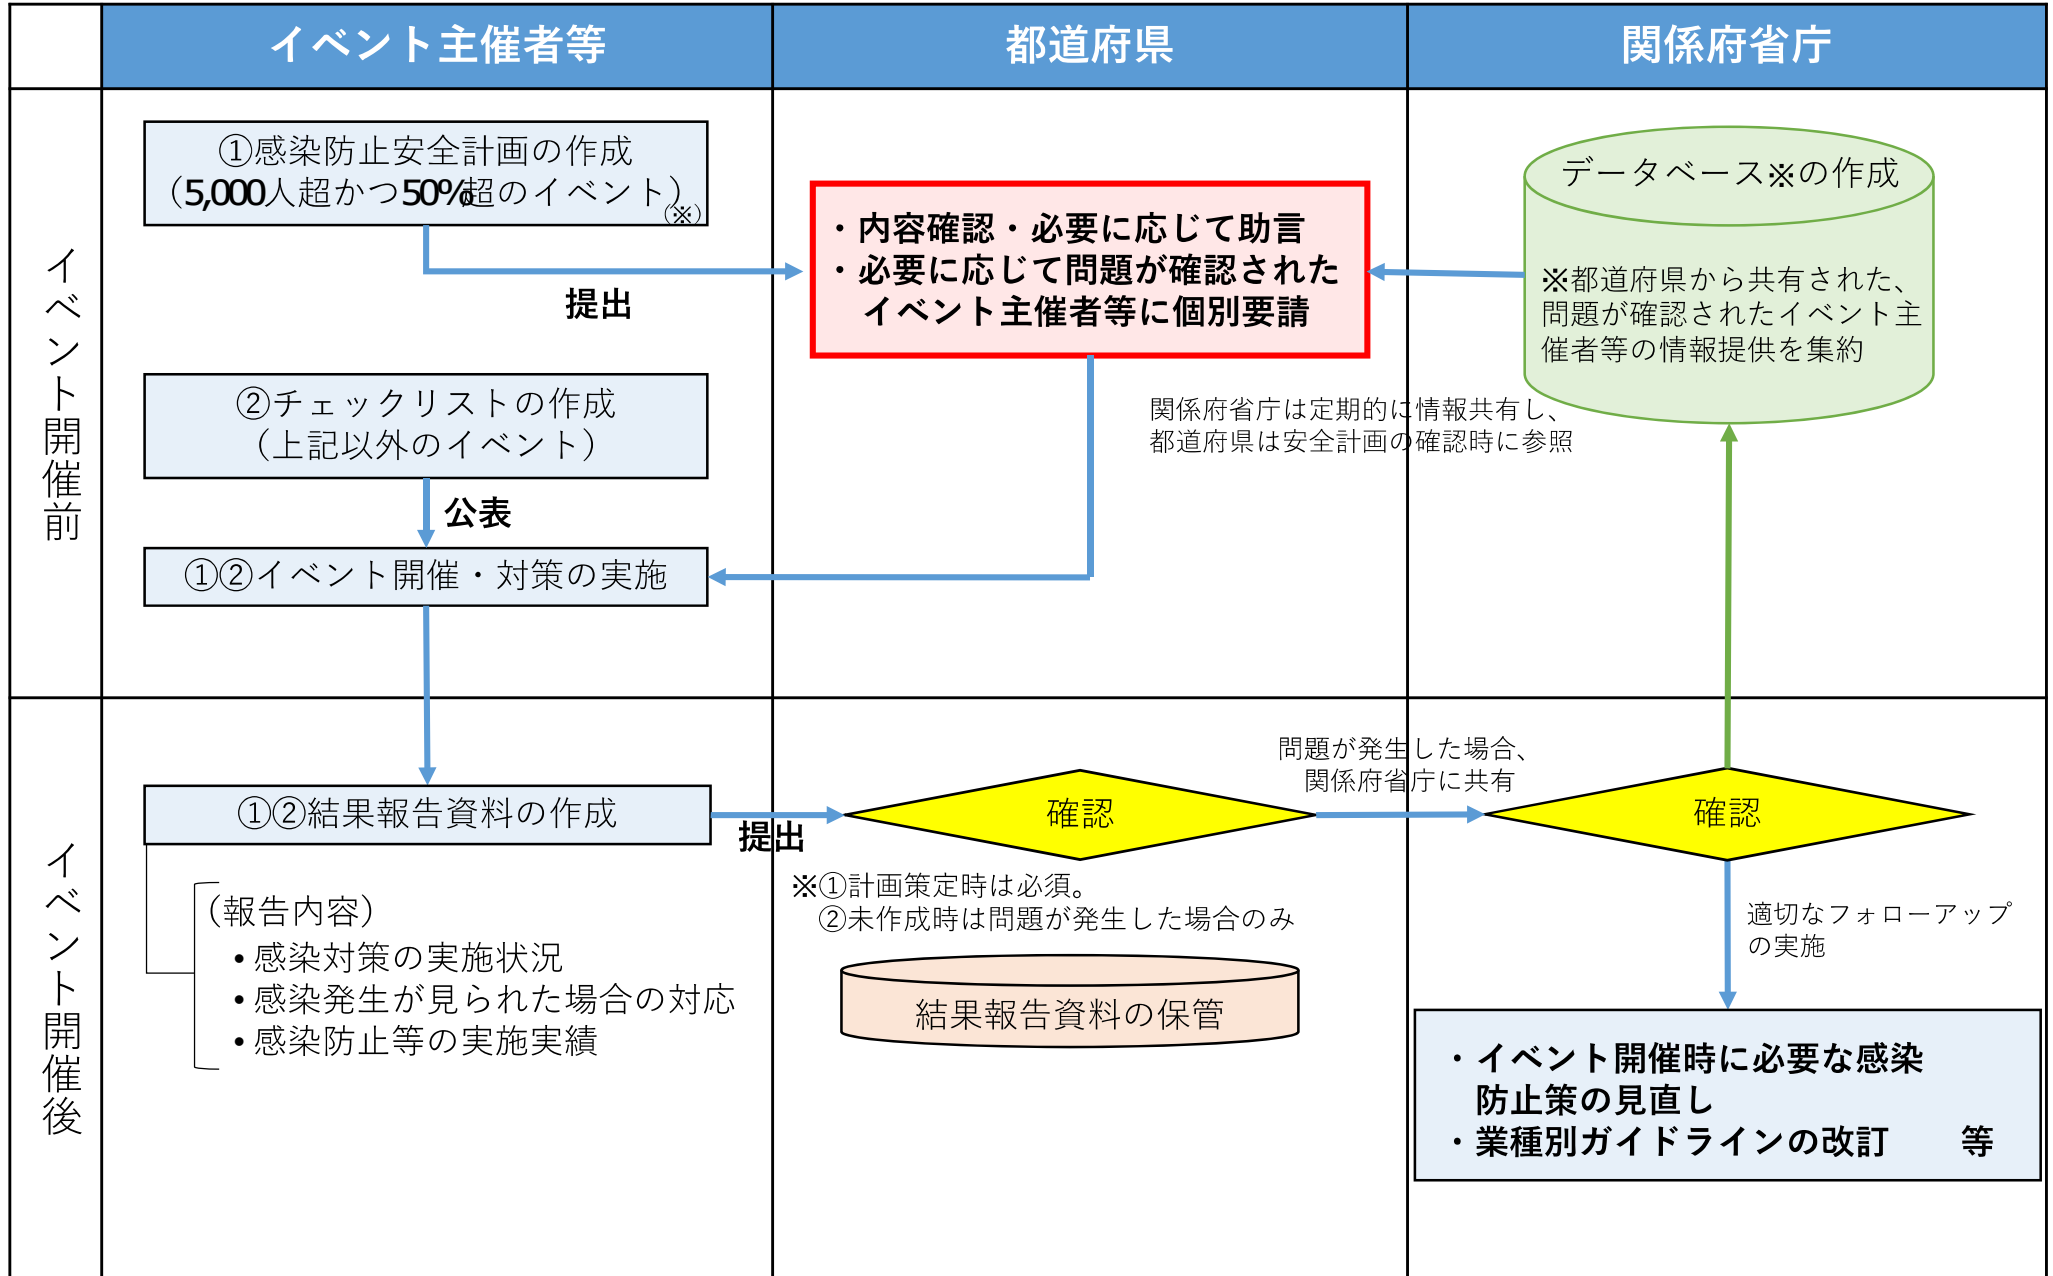 イベント主催者等
都道府県
関係府省庁
イベント開催前
①感染防止安全計画の作成
（5,000人超かつ50%超のイベント）
（※）
提出
・内容確認・必要に応じて助言
・必要に応じて問題が確認された
イベント主催者等に個別要請
データベース※の作成
※都道府県から共有された、
問題が確認されたイベント主
催者等の情報提供を集約
②チェックリストの作成
（上記以外のイベント）
関係府省庁は定期的に情報共有し、
都道府県は安全計画の確認時に参照
公表
①②イベント開催・対策の実施
イベント開催後
①②結果報告資料の作成
提出
確認
問題が発生した場合、
関係府省庁に共有
確認
※①計画策定時は必須。
②未作成時は問題が発生した場合のみ
（報告内容）
• 感染対策の実施状況
• 感染発生が見られた場合の対応
• 感染防止等の実施実績
結果報告資料の保管
適切なフォローアップ
の実施
・イベント開催時に必要な感染
防止策の見直し
・業種別ガイドラインの改訂　　等